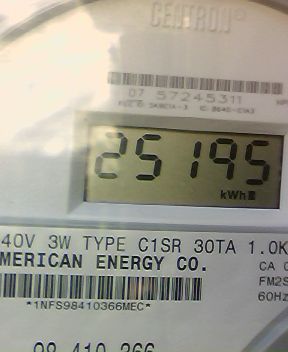 CENTRON®
07 57245311
25195
kWh
40V 3W TYPE C1SR 30TA 1.0K
MERICAN ENERGY CO.
CA
FM2S
60Hz
*1NFS98410366MEC*
98 410 366